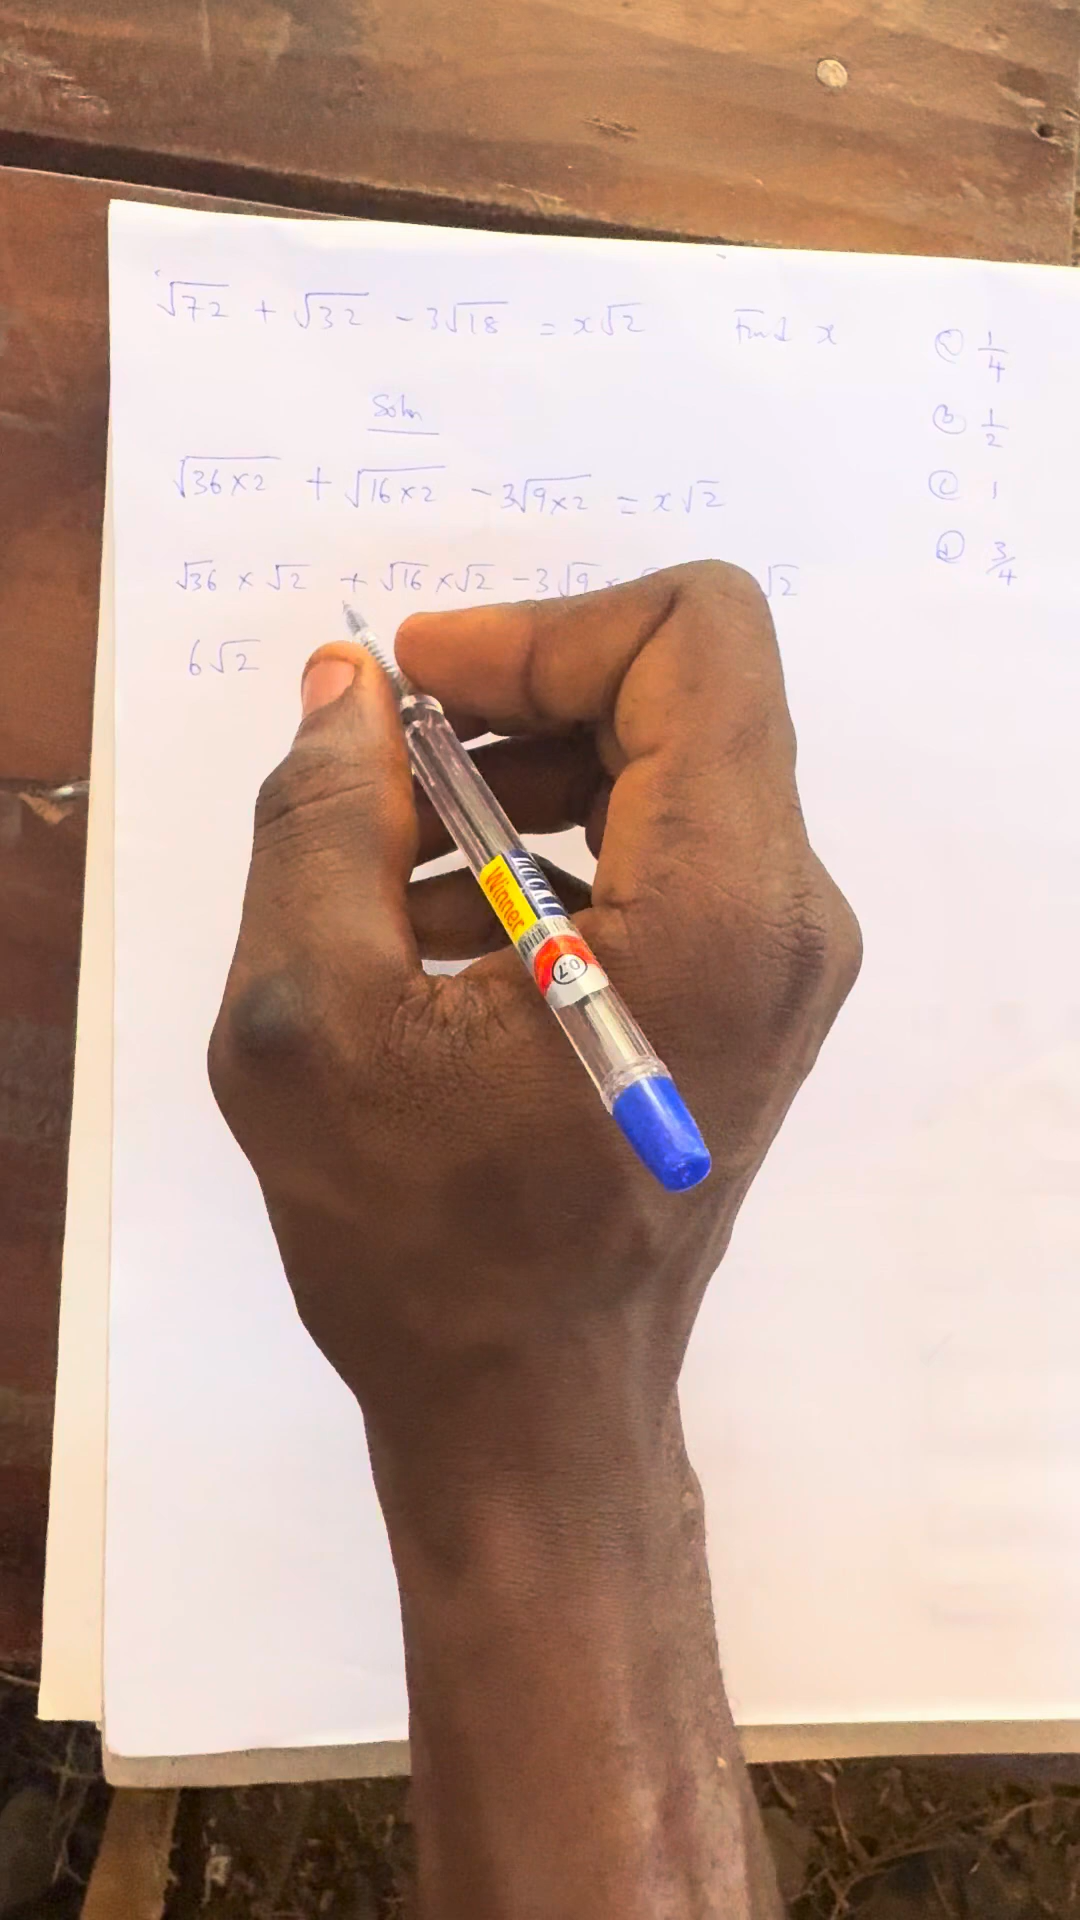 √72 + √32 - 3√18 = x√2 Find x
Soln
√36×2 + √16×2 - 3√9×2 = x√2
√36 × √2 + √16 × √2 - 3√9 × √2
6√2
ⓐ 1/4
ⓑ 1/2
ⓒ 1
ⓓ 3/4
Winner
0.7